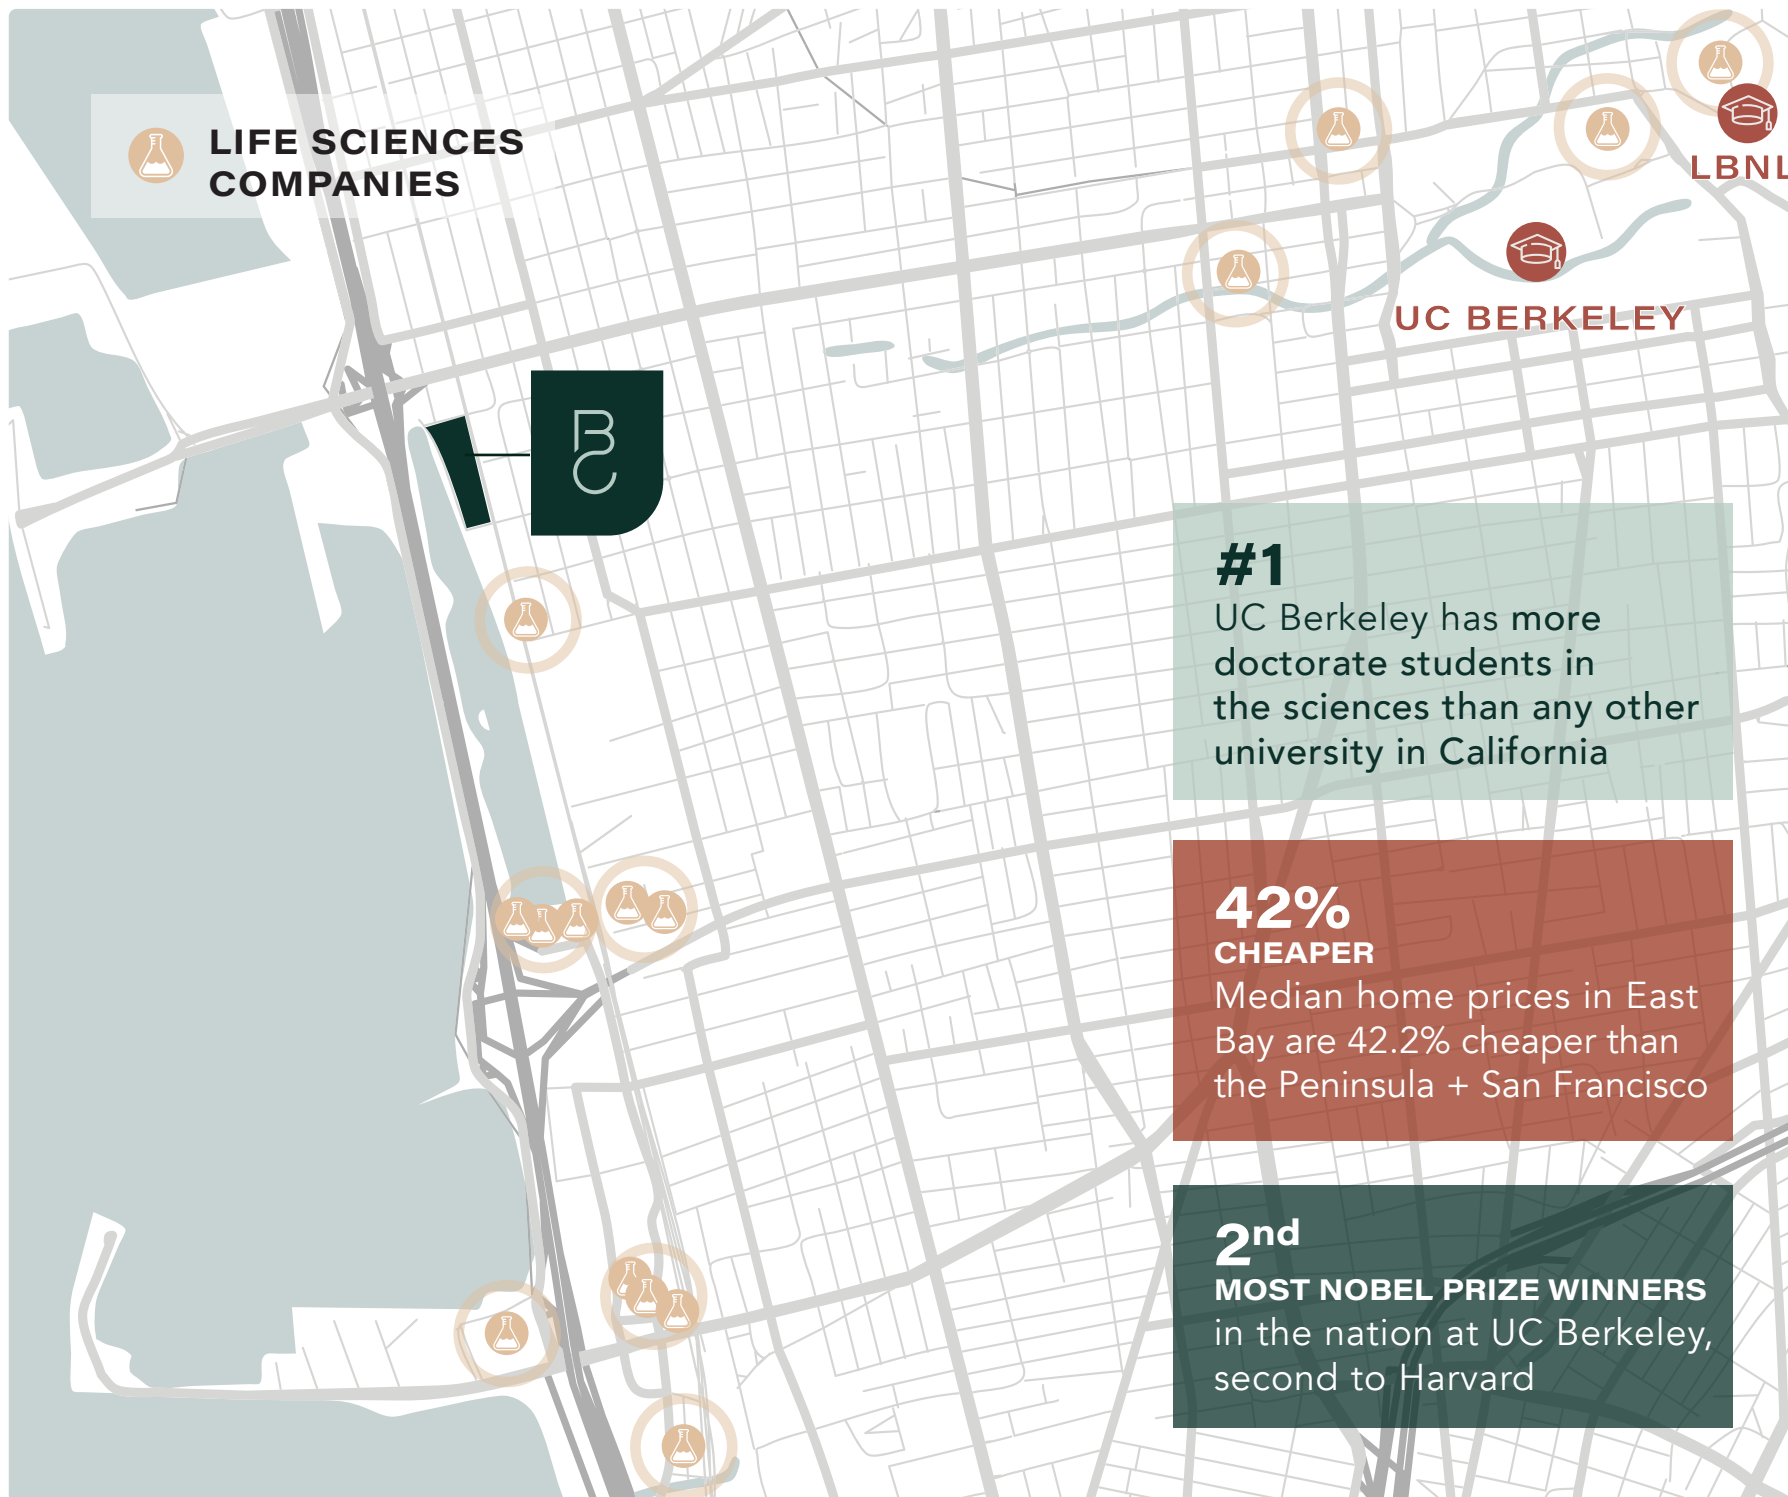 LIFE SCIENCES
COMPANIES
LBNL
UC BERKELEY
BC
#1
UC Berkeley has more
doctorate students in
the sciences than any other
university in California
42%
CHEAPER
Median home prices in East
Bay are 42.2% cheaper than
the Peninsula + San Francisco
2nd
MOST NOBEL PRIZE WINNERS
in the nation at UC Berkeley,
second to Harvard